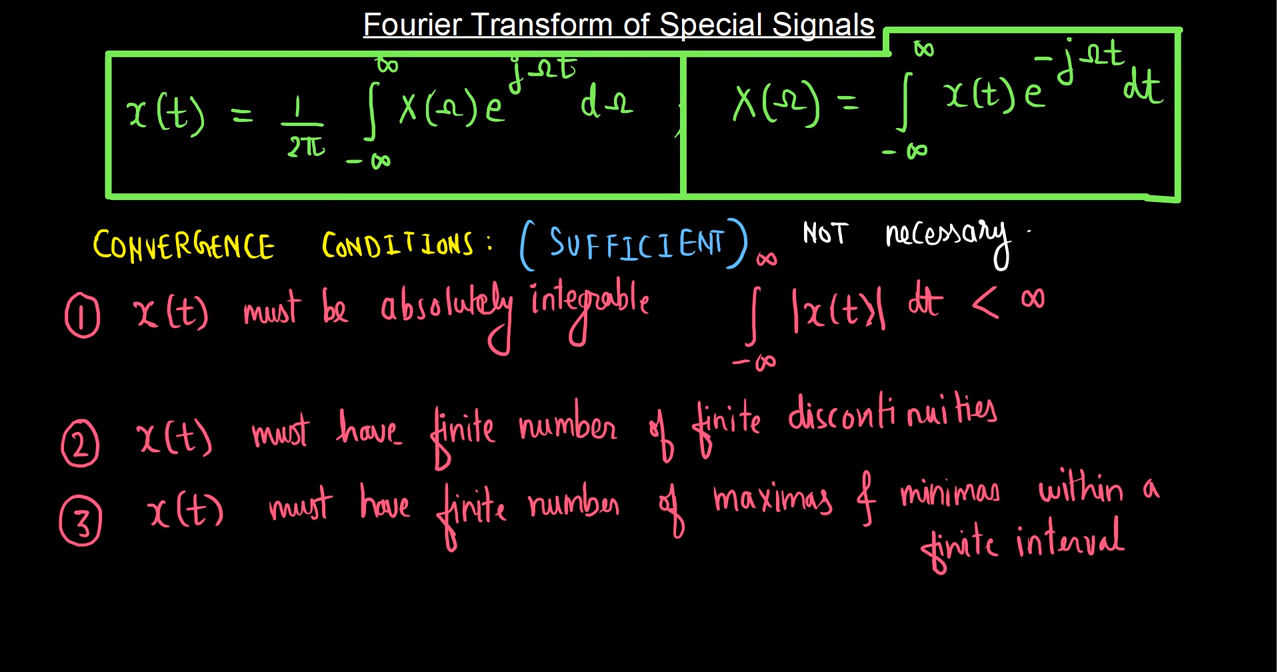 Fourier Transform of Special Signals
x(t) = 1/2π ∫_{-∞}^{∞} X(Ω) e^{jΩt} dΩ ; X(Ω) = ∫_{-∞}^{∞} x(t) e^{-jΩt} dt
CONVERGENCE CONDITIONS: (SUFFICIENT) NOT necessary.
① x(t) must be absolutely integrable ∫_{-∞}^{∞} |x(t)| dt < ∞
② x(t) must have finite number of finite discontinuities
③ x(t) must have finite number of maximas & minimas within a
finite interval